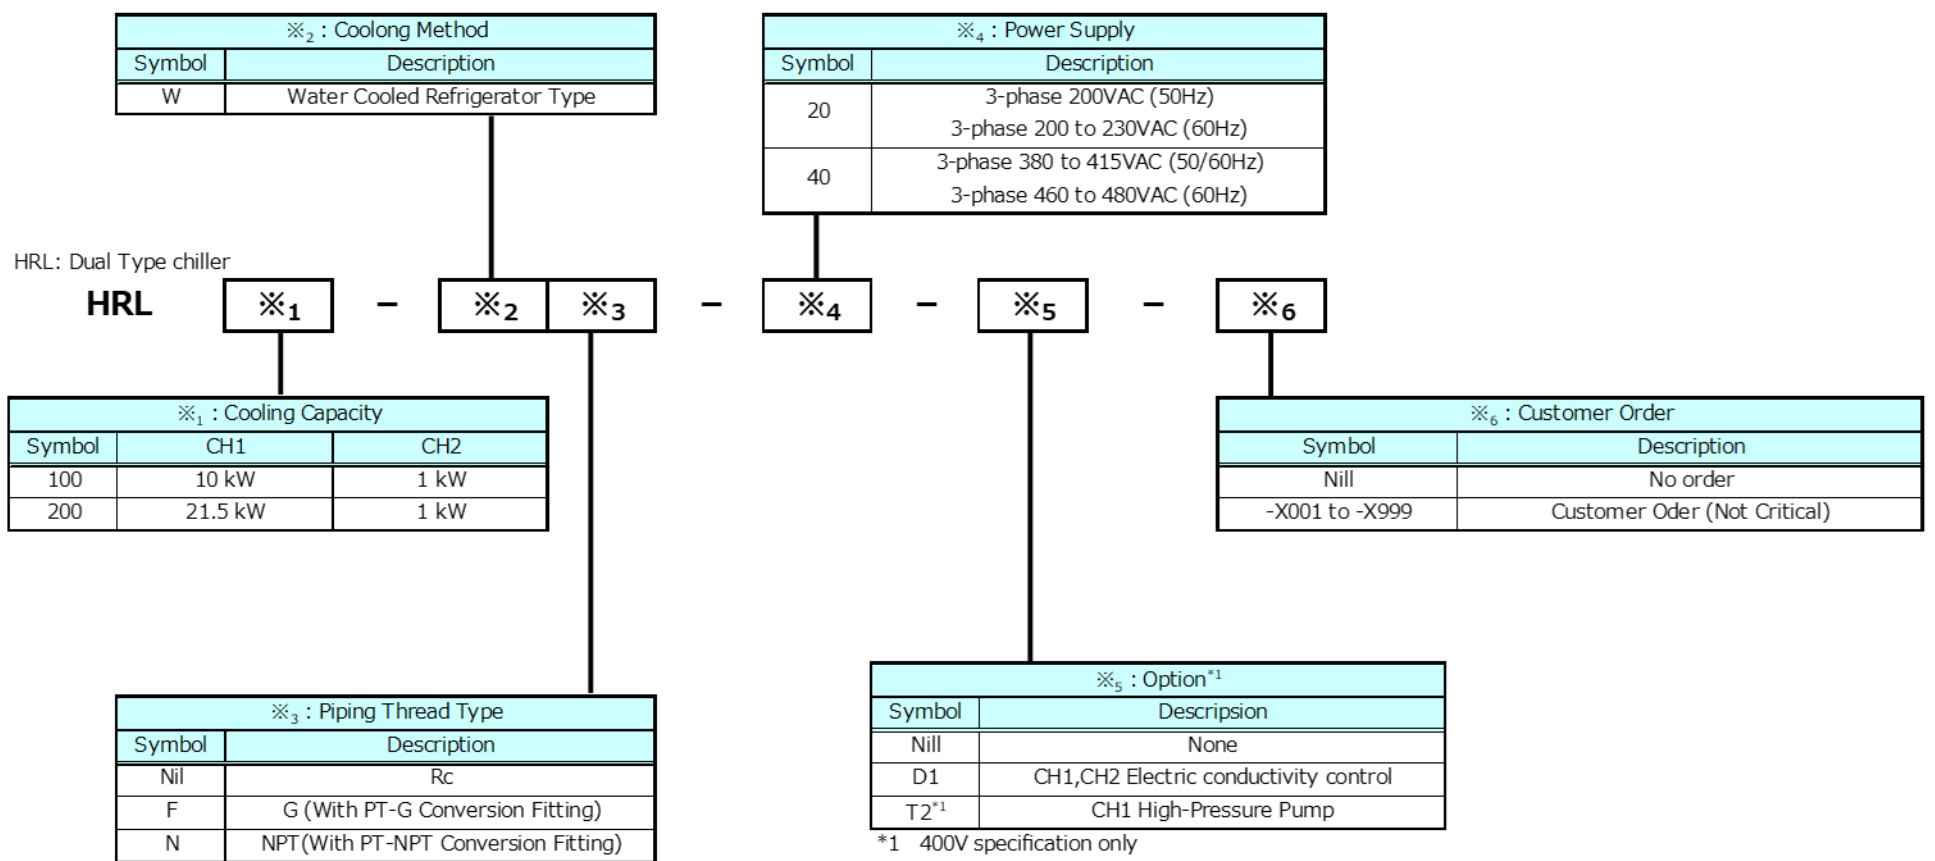 ※2 : Coolong Method
Symbol Description
W Water Cooled Refrigerator Type
※4 : Power Supply
Symbol Description
20 3-phase 200VAC (50Hz)
3-phase 200 to 230VAC (60Hz)
40 3-phase 380 to 415VAC (50/60Hz)
3-phase 460 to 480VAC (60Hz)
HRL: Dual Type chiller
HRL ※1 - ※2 ※3 - ※4 - ※5 - ※6
※1 : Cooling Capacity
Symbol CH1 CH2
100 10 kW 1 kW
200 21.5 kW 1 kW
※6 : Customer Order
Symbol Description
Nill No order
-X001 to -X999 Customer Oder (Not Critical)
※3 : Piping Thread Type
Symbol Description
Nil Rc
F G (With PT-G Conversion Fitting)
N NPT(With PT-NPT Conversion Fitting)
※5 : Option*1
Symbol Descripsion
Nill None
D1 CH1,CH2 Electric conductivity control
T2*1 CH1 High-Pressure Pump
*1 400V specification only